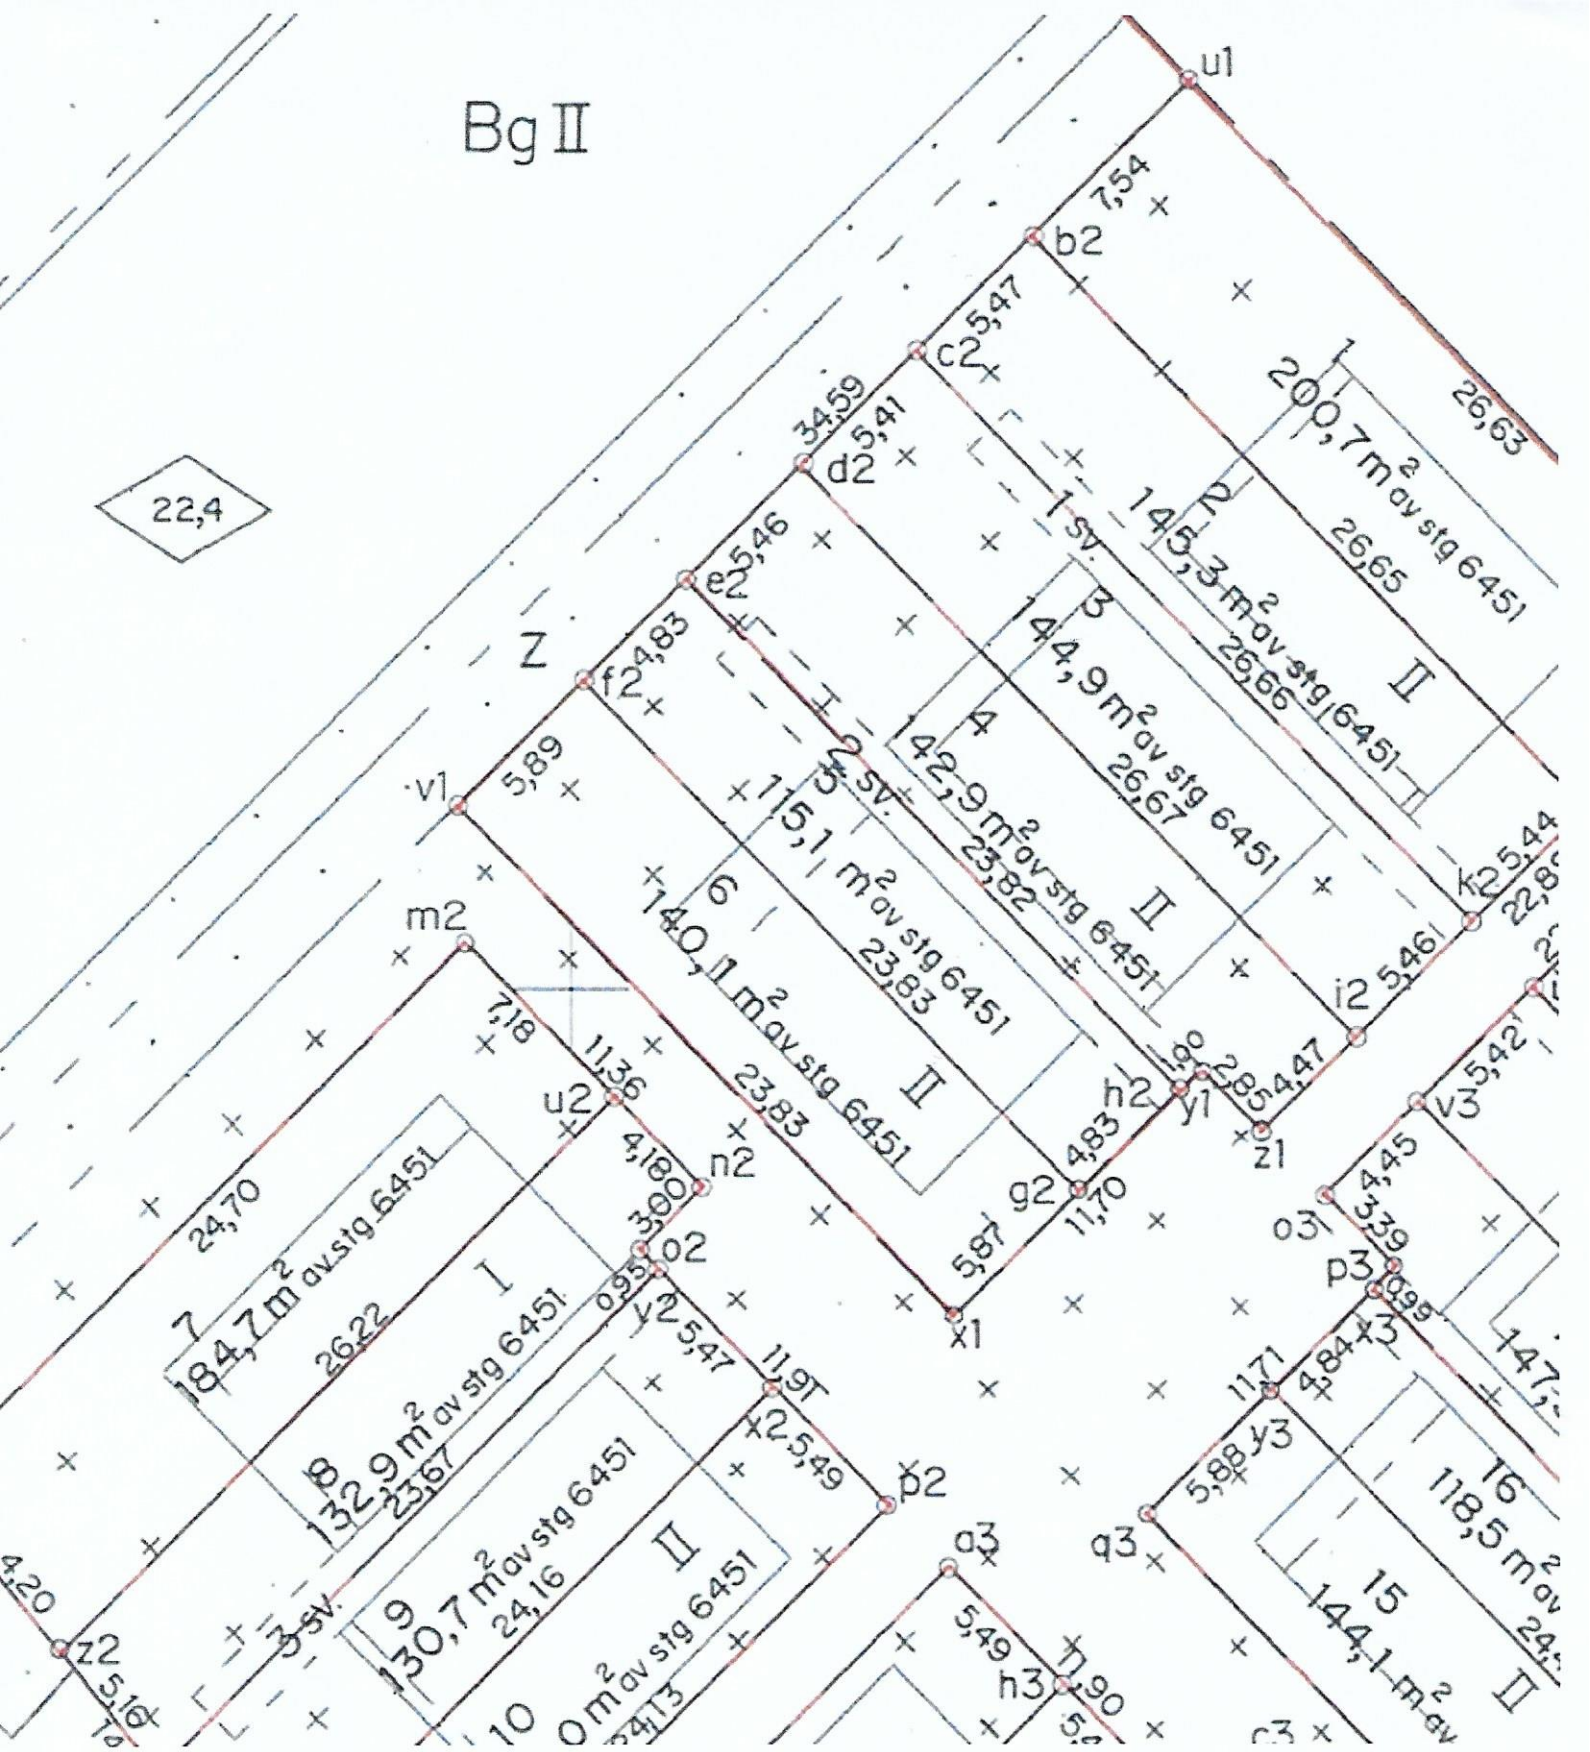 u1
Bg II
7,54
b2
5,47
c2
26,63
1
200,7 m² av stg 6451
34,59
5,41
d2
22,4
2
145,3 m² av stg 6451
26,65
1 sv.
II
5,46
e2
3
144,9 m² av stg 6451
26,66
Z
4,83
f2
4
142,9 m² av stg 6451
26,67
II
v1
5,89
2 sv.
5
115,1 m² av stg 6451
23,82
k2
5,44
6
140,1 m² av stg 6451
23,83
II
m2
5,46
i2
7,18
11,36
u2
23,83
h2
y1
2,85
4,47
z1
5,42
v3
4,83
4,18
n2
3,00
o2
g2
11,70
4,45
o3
3,39
24,70
7
184,7 m² av stg 6451
I
0,95
y2
5,87
x1
p3
0,99
x3
26,22
5,47
11,91
11,71
4,84
147,
8
132,9 m² av stg 6451
23,67
x2
5,49
p2
y3
5,88
q3
a3
16
118,5 m² av
9
130,7 m² av stg 6451
24,16
II
15
144,1 m² av
II
4,20
z2
5,16
3 sv.
5,49
h3
11,90
10
0 m² av stg 6451
24,13
c3